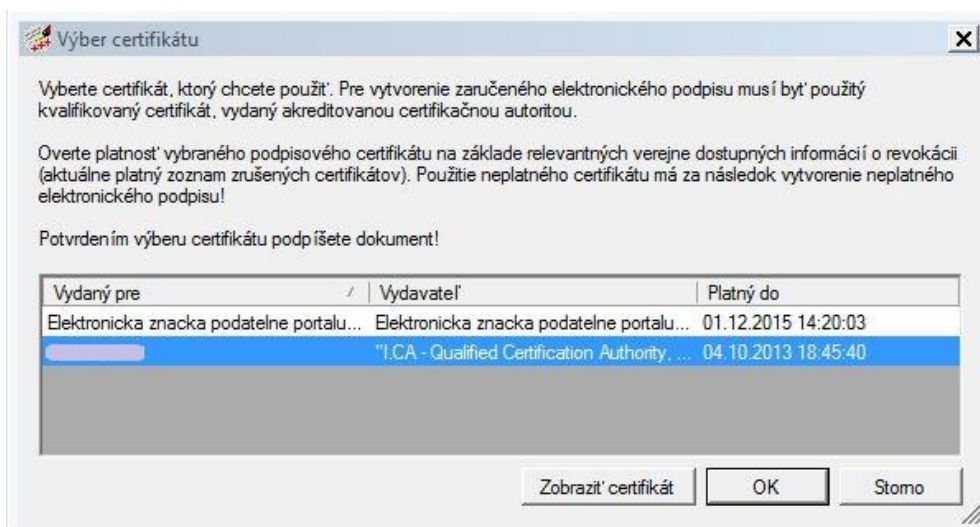 Výber certifikátu
Vyberte certifikát, ktorý chcete použiť. Pre vytvorenie zaručeného elektronického podpisu musí byť použitý
kvalifikovaný certifikát, vydaný akreditovanou certifikačnou autoritou.
Overte platnosť vybraného podpisového certifikátu na základe relevantných verejne dostupných informácií o revokácii
(aktuálne platný zoznam zrušených certifikátov). Použitie neplatného certifikátu má za následok vytvorenie neplatného
elektronického podpisu!
Potvrdením výberu certifikátu podpíšete dokument!
Vydaný pre Vydavateľ Platný do
Elektronicka znacka podatelne portalu... Elektronicka znacka podatelne portalu... 01.12.2015 14:20:03
"I.CA - Qualified Certification Authority, ... 04.10.2013 18:45:40
Zobraziť certifikát OK Storno